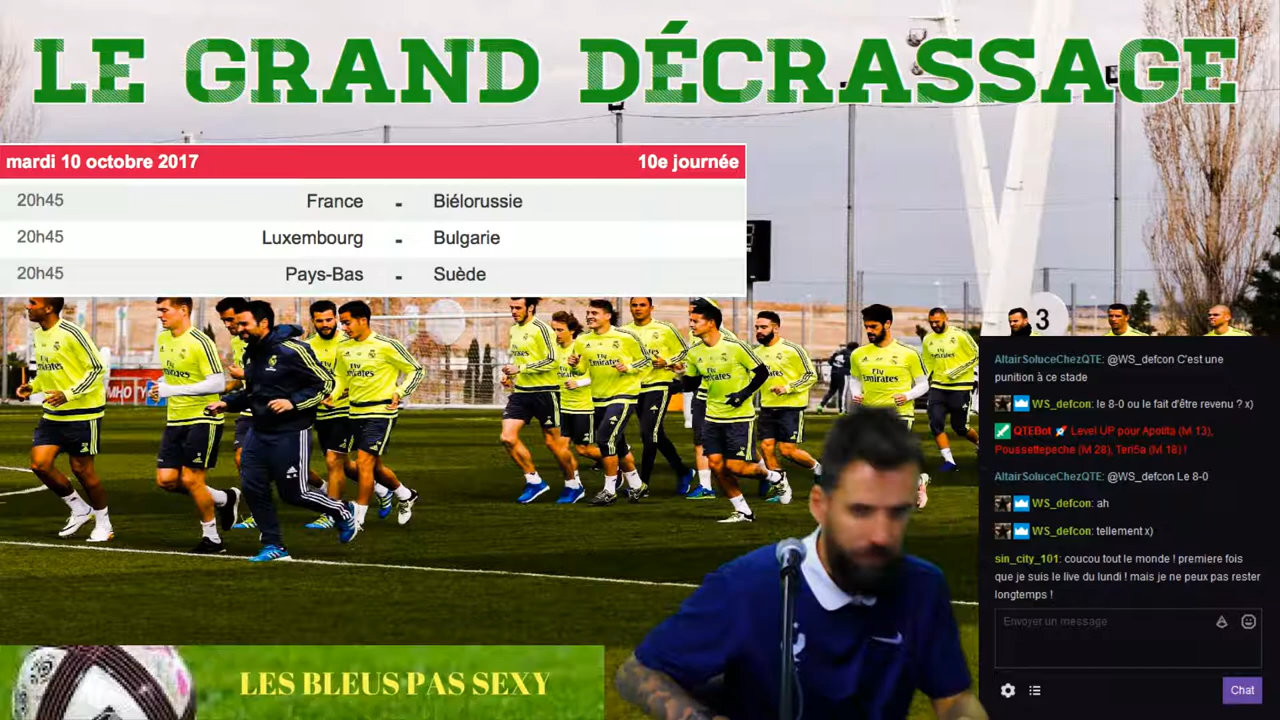 LE GRAND DÉCRASSAGE
mardi 10 octobre 2017 10e journée
20h45 France - Biélorussie
20h45 Luxembourg - Bulgarie
20h45 Pays-Bas - Suède
3
AltairSoluceChezQTE: @WS_defcon C'est une
punition à ce stade
WS_defcon: le 8-0 ou le fait d'être revenu ? x)
QTEBot Level UP pour Apolita (M 13),
Poussettepeche (M 28), Ten5a (M 18) !
AltairSoluceChezQTE: @WS_defcon Le 8-0
WS_defcon: ah
WS_defcon: tellement x)
sin_city_101: coucou tout le monde ! premiere fois
que je suis le live du lundi ! mais je ne peux pas rester
longtemps !
Envoyer un message
Chat
LES BLEUS PAS SEXY